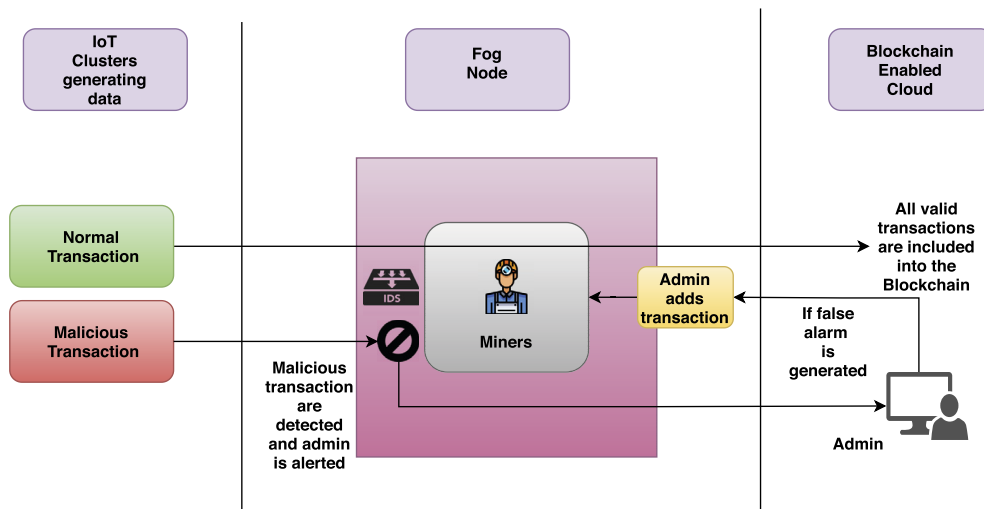 IoT
Clusters
generating
data
Fog
Node
Blockchain
Enabled
Cloud
Normal
Transaction
All valid
transactions
are included
into the
Blockchain
IDS
Miners
Admin
adds
transaction
Malicious
Transaction
If false
alarm
is
generated
Malicious
transaction
are
detected
and admin
is alerted
Admin